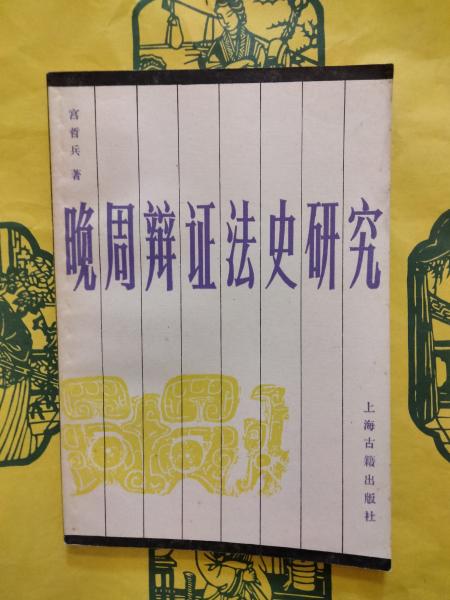 宫哲兵 著
晚周辩证法史研究
上海古籍出版社